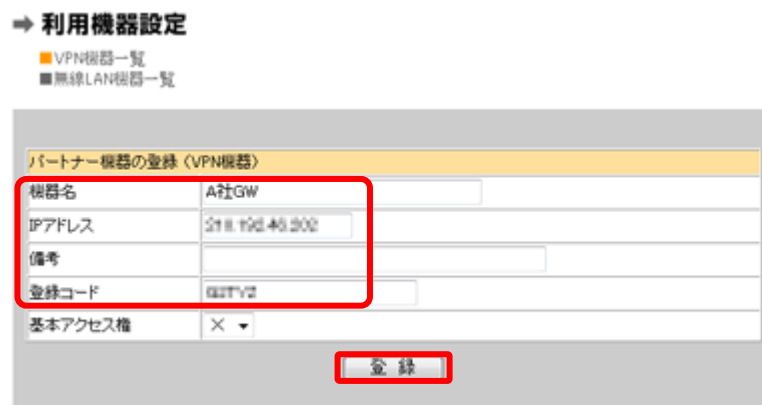 ➡ 利用機器設定
■VPN機器一覧
■無線LAN機器一覧
パートナー機器の登録（VPN機器）
機器名 A社GW
IPアドレス
備考
登録コード
基本アクセス権 ×
登 録